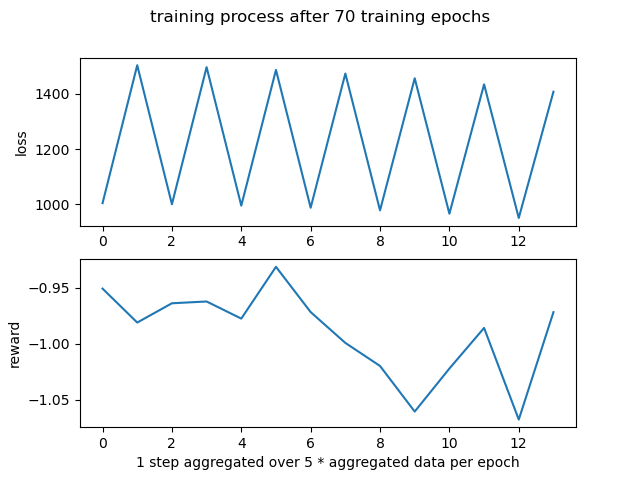 training process after 70 training epochs
1400
1200
1000
loss
0 2 4 6 8 10 12
−0.95
−1.00
−1.05
reward
0 2 4 6 8 10 12
1 step aggregated over 5 * aggregated data per epoch